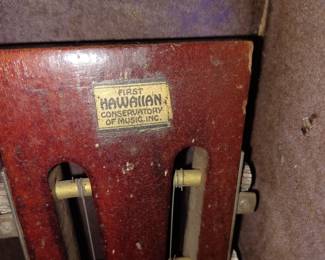 FIRST
HAWAIIAN
CONSERVATORY
OF MUSIC, INC.